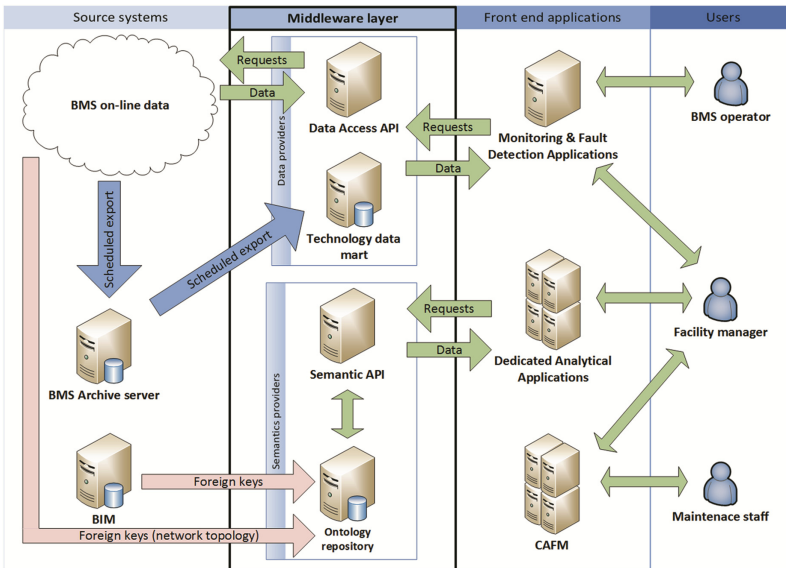 Source systems
Middleware layer
Front end applications
Users
BMS on-line data
Requests
Data
Data providers
Data Access API
Requests
Data
Monitoring & Fault
Detection Applications
BMS operator
Scheduled export
Scheduled export
Technology data
mart
BMS Archive server
Semantics providers
Semantic API
Requests
Data
Dedicated Analytical
Applications
Facility manager
BIM
Foreign keys
Foreign keys (network topology)
Ontology
repository
CAFM
Maintenace staff